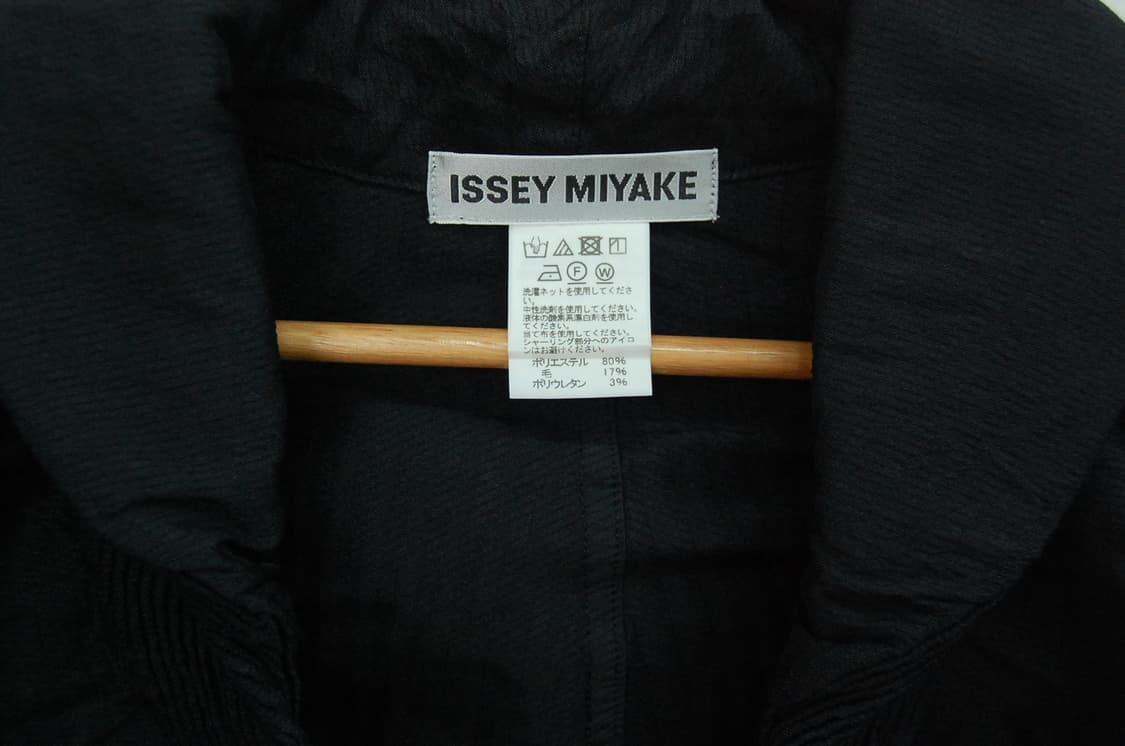 ISSEY MIYAKE
F W
洗濯ネットを使用してくださ
い。
中性洗剤を使用してください。
液体の酸素系漂白剤を使用し
てください。
当て布を使用してください。
シャーリング部分へのアイロ
ンはお避けください。
ポリエステル 80%
毛 17%
ポリウレタン 3%